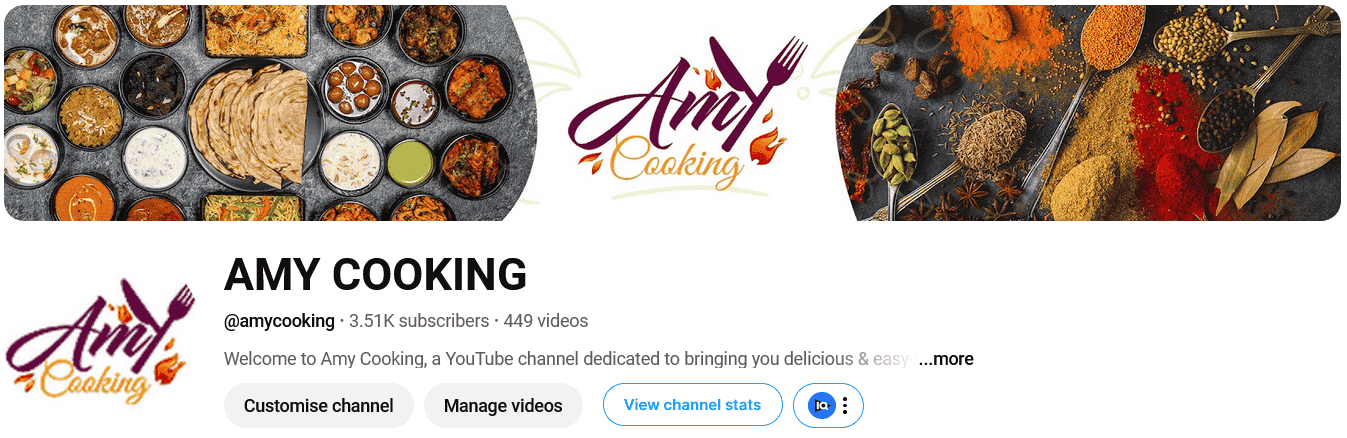 Amy
Cooking
AMY COOKING
@amycooking · 3.51K subscribers · 449 videos
Amy
Cooking
Welcome to Amy Cooking, a YouTube channel dedicated to bringing you delicious & easy- ...more
Customise channel Manage videos View channel stats iq